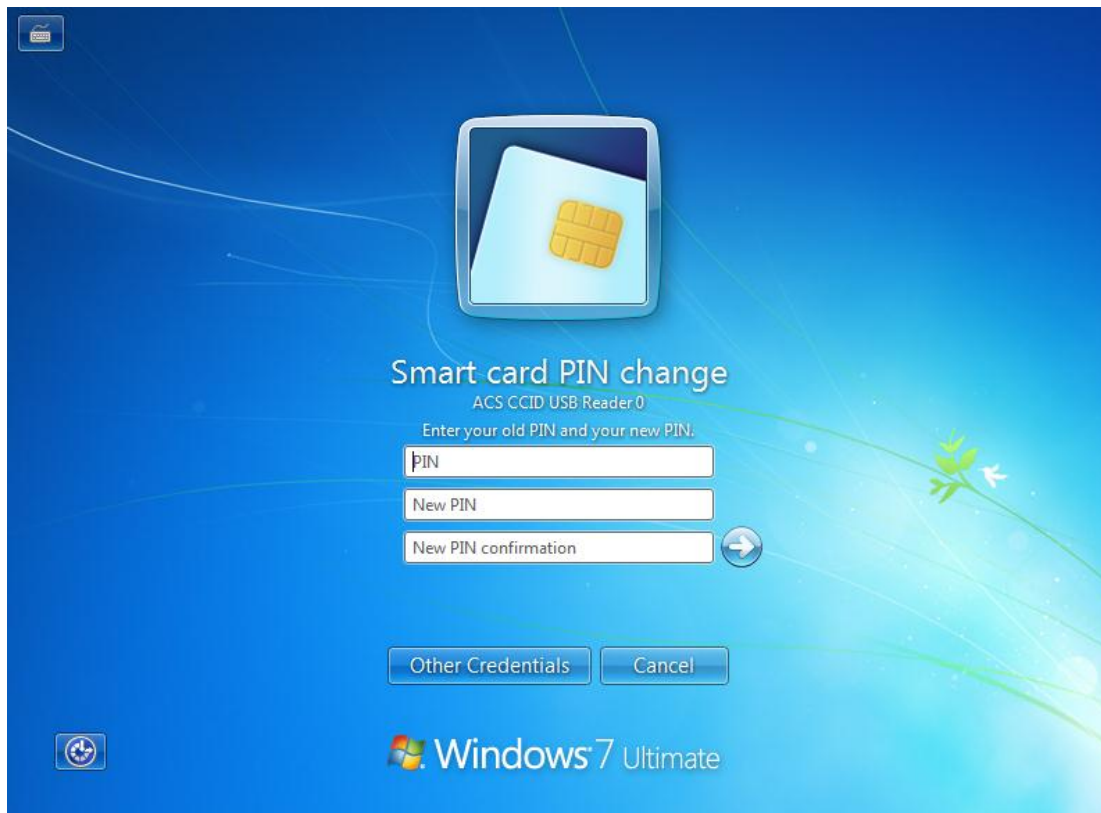 Smart card PIN change
ACS CCID USB Reader 0
Enter your old PIN and your new PIN.
PIN
New PIN
New PIN confirmation
Other Credentials
Cancel
Windows 7 Ultimate